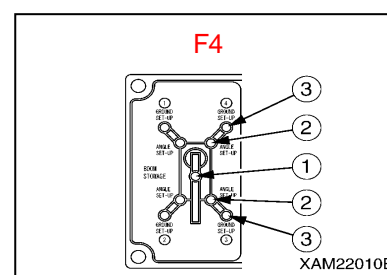 F4
1
4
GROUND
SET-UP
GROUND
SET-UP
3
2
ANGLE
SET-UP
ANGLE
SET-UP
1
BOOM
STORAGE
ANGLE
SET-UP
ANGLE
SET-UP
2
GROUND
SET-UP
GROUND
SET-UP
3
2
3
XAM22010E